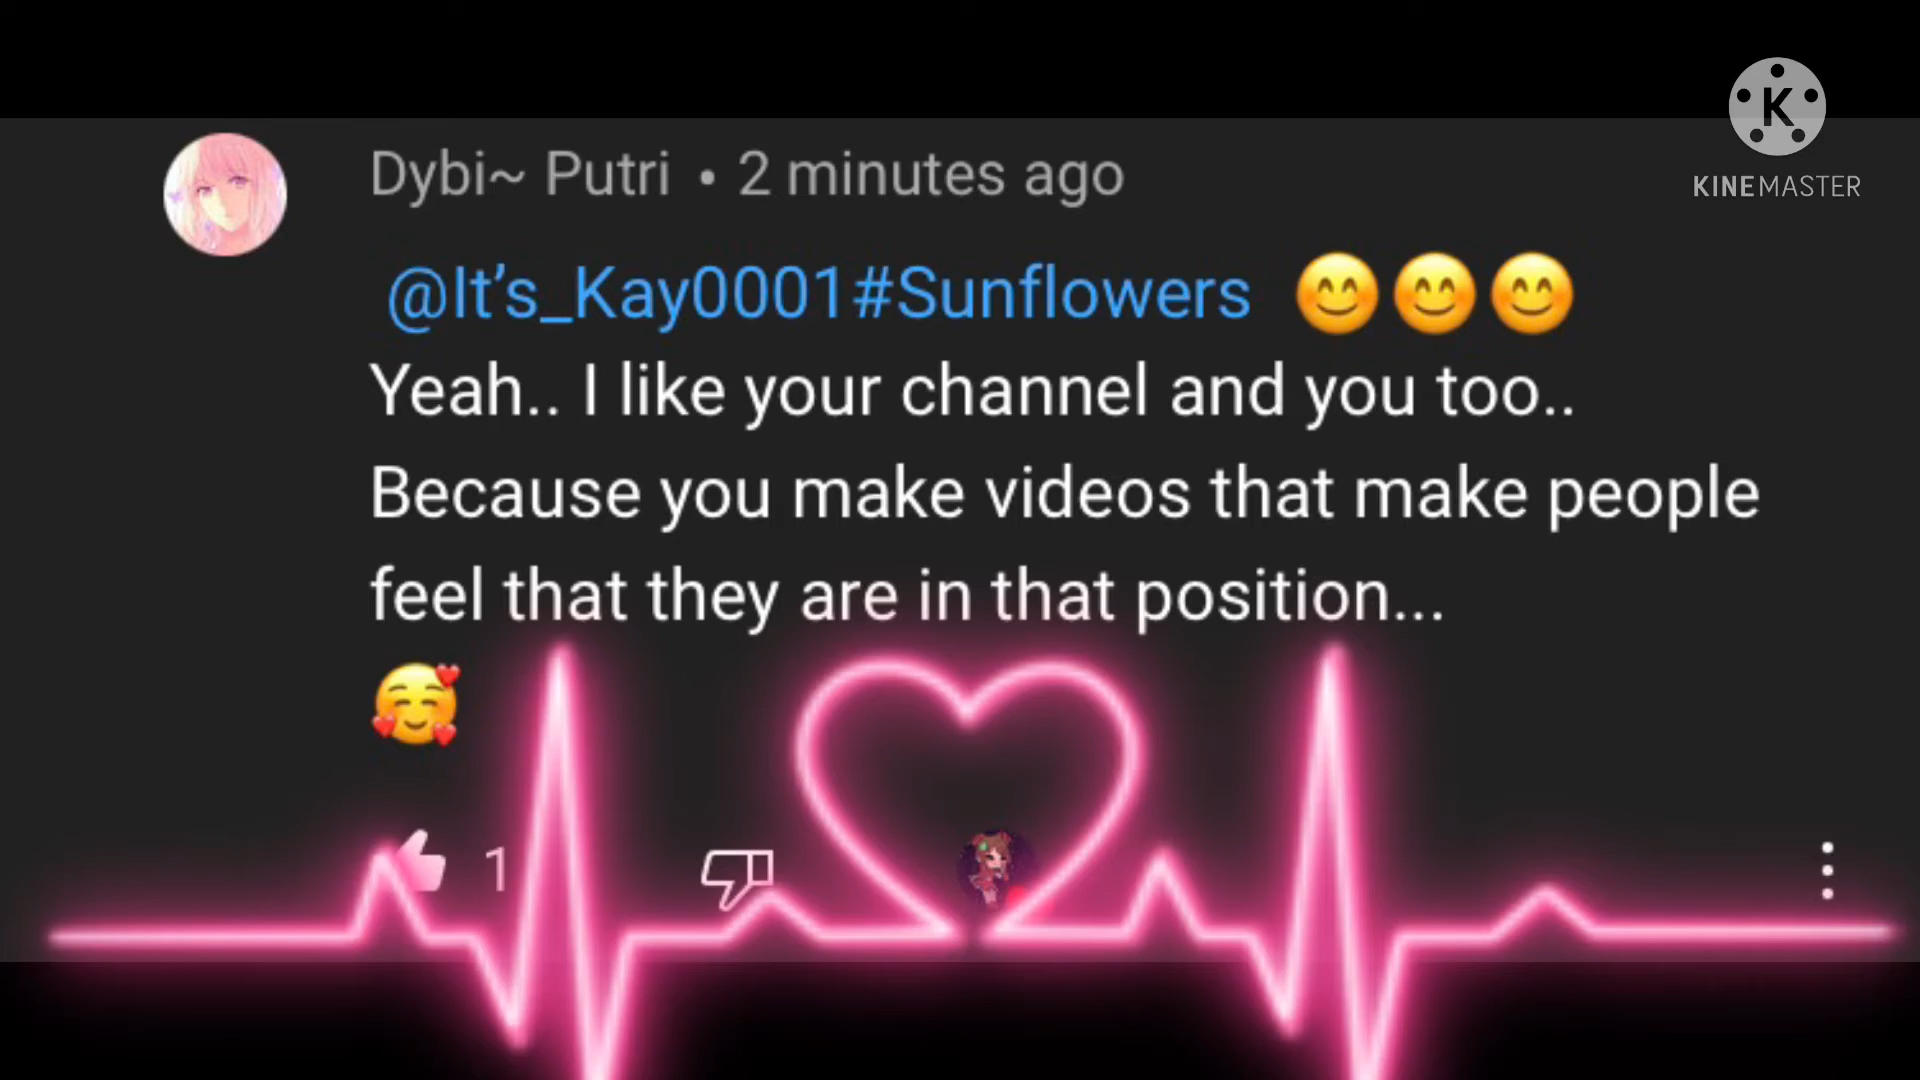 Dybi~ Putri • 2 minutes ago
@It’s_Kay0001#Sunflowers 😊😊😊
Yeah.. I like your channel and you too..
Because you make videos that make people
feel that they are in that position...
🥰
1
K
KINEMASTER